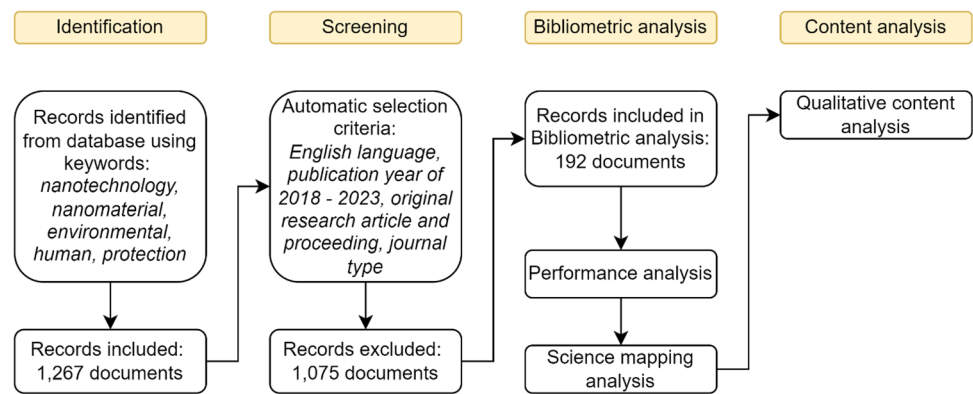 Identification
Records identified
from database using
keywords:
nanotechnology,
nanomaterial,
environmental,
human, protection
Records included:
1,267 documents
Screening
Automatic selection
criteria:
English language,
publication year of
2018 - 2023, original
research article and
proceeding, journal
type
Records excluded:
1,075 documents
Bibliometric analysis
Records included in
Bibliometric analysis:
192 documents
Performance analysis
Science mapping
analysis
Content analysis
Qualitative content
analysis